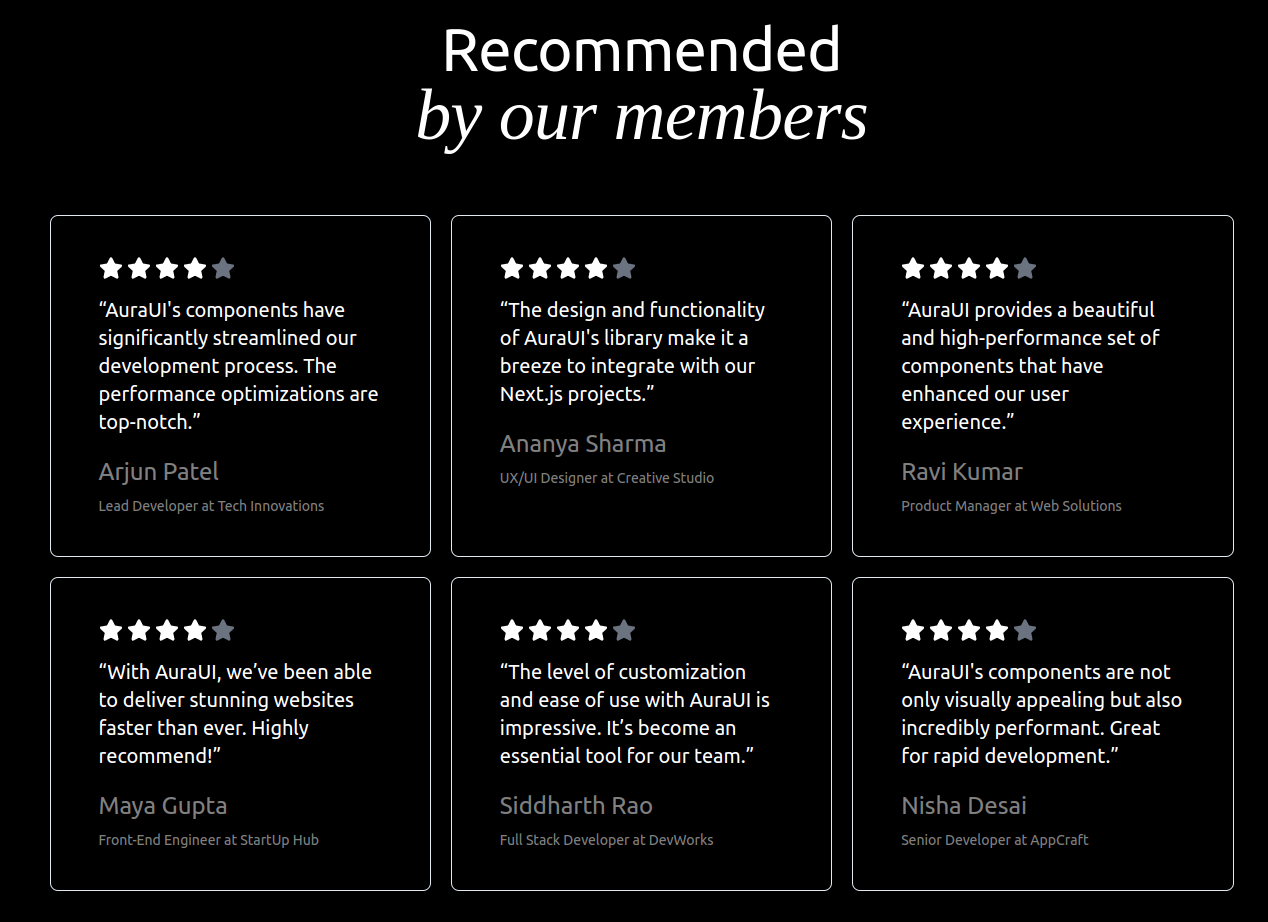 Recommended
by our members
“AuraUI's components have
significantly streamlined our
development process. The
performance optimizations are
top-notch.”
Arjun Patel
Lead Developer at Tech Innovations
“The design and functionality
of AuraUI's library make it a
breeze to integrate with our
Next.js projects.”
Ananya Sharma
UX/UI Designer at Creative Studio
“AuraUI provides a beautiful
and high-performance set of
components that have
enhanced our user
experience.”
Ravi Kumar
Product Manager at Web Solutions
“With AuraUI, we’ve been able
to deliver stunning websites
faster than ever. Highly
recommend!”
Maya Gupta
Front-End Engineer at StartUp Hub
“The level of customization
and ease of use with AuraUI is
impressive. It’s become an
essential tool for our team.”
Siddharth Rao
Full Stack Developer at DevWorks
“AuraUI's components are not
only visually appealing but also
incredibly performant. Great
for rapid development.”
Nisha Desai
Senior Developer at AppCraft